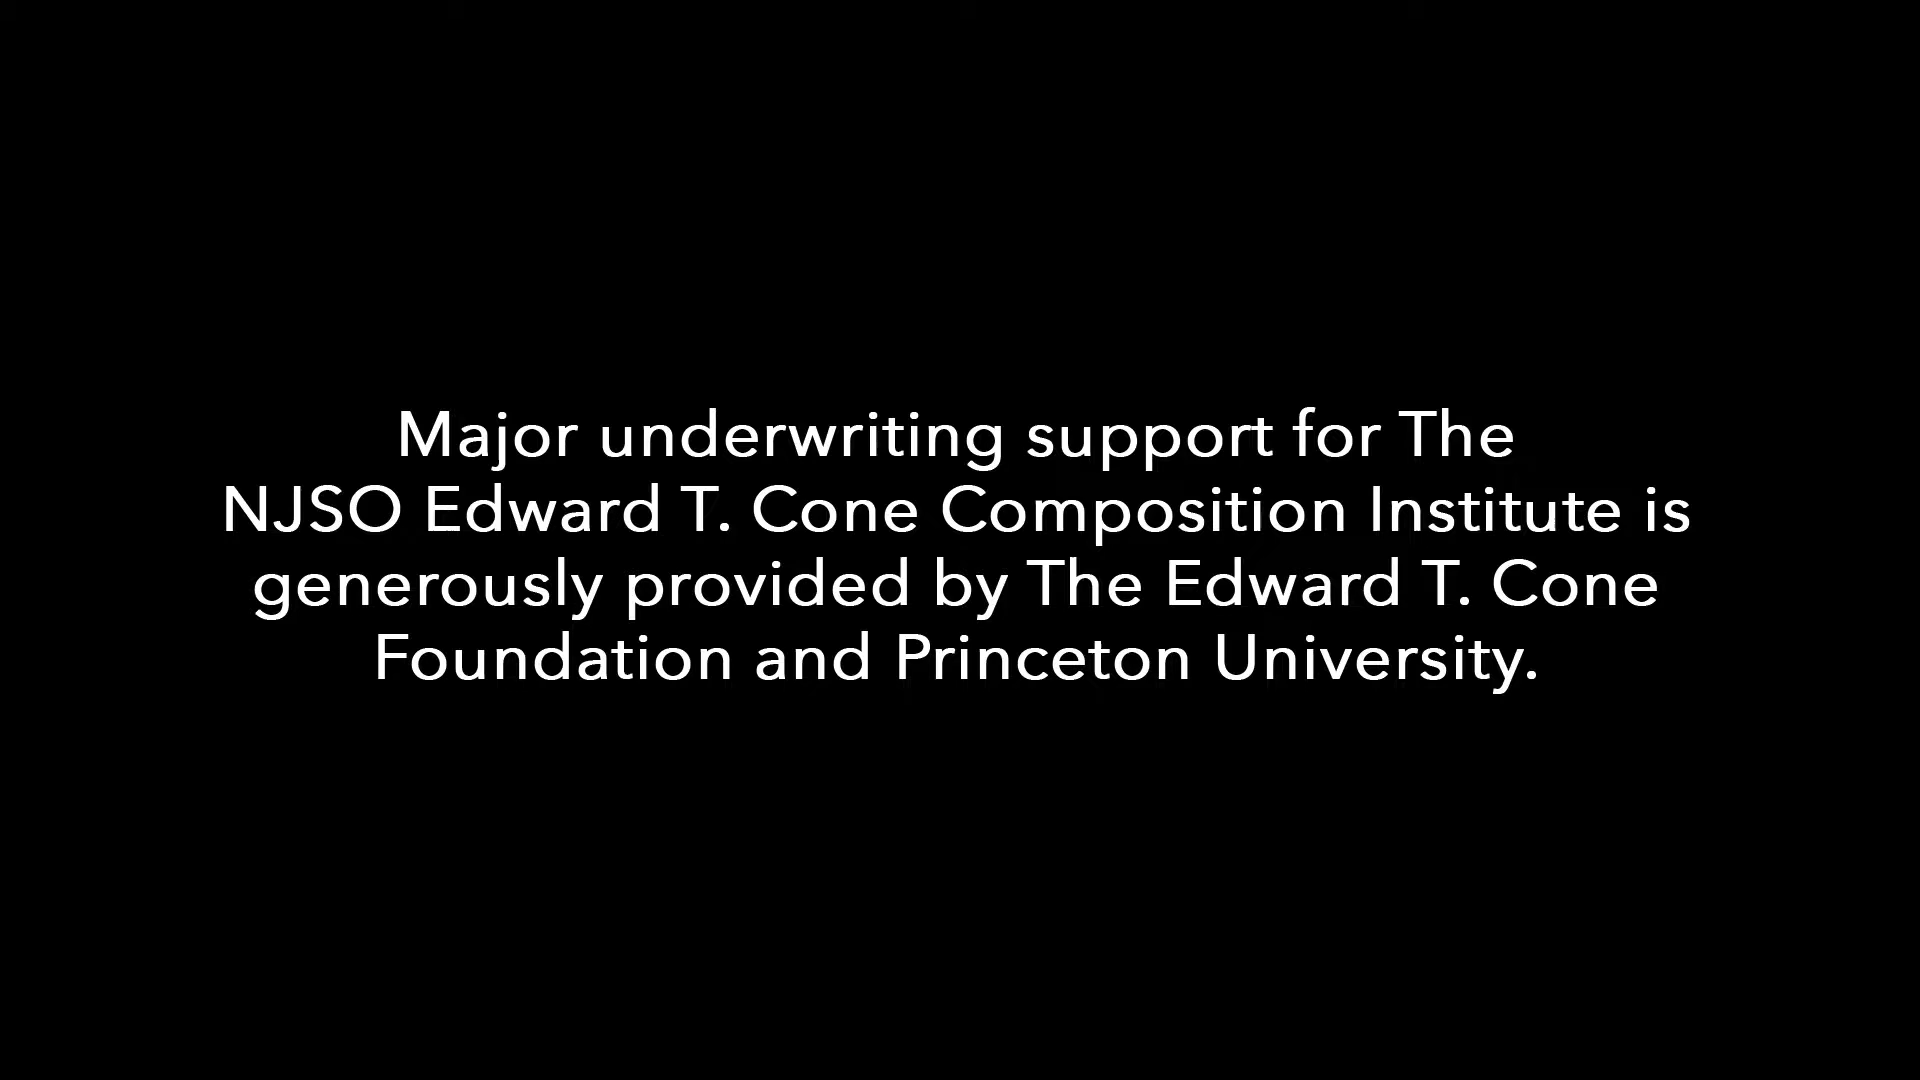 Major underwriting support for The
NJSO Edward T. Cone Composition Institute is
generously provided by The Edward T. Cone
Foundation and Princeton University.